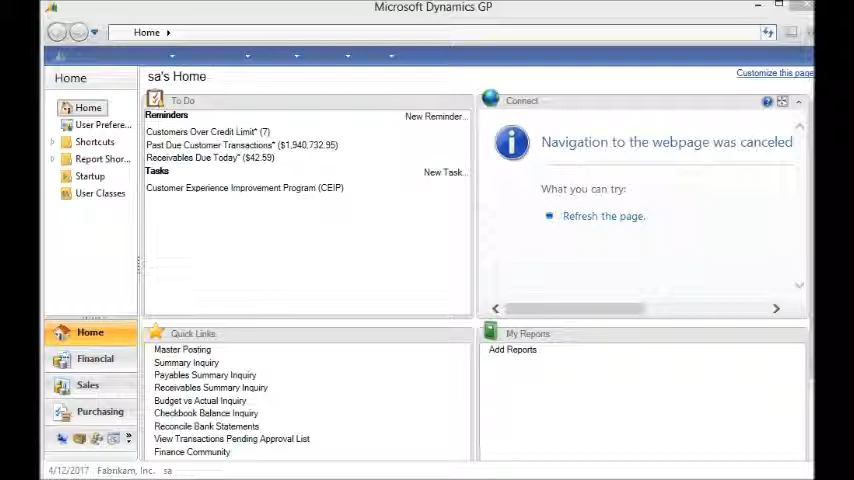 Microsoft Dynamics GP
Home
Home
sa's Home
Customize this page
Home
User Prefere...
Shortcuts
Report Shor...
Startup
User Classes
To Do
Reminders
New Reminder...
Customers Over Credit Limit* (7)
Past Due Customer Transactions* ($1,940,732.95)
Receivables Due Today* ($42.59)
Tasks
New Task...
Customer Experience Improvement Program (CEIP)
Connect
Navigation to the webpage was canceled
What you can try:
Refresh the page.
Home
Financial
Sales
Purchasing
Quick Links
Master Posting
Summary Inquiry
Payables Summary Inquiry
Receivables Summary Inquiry
Budget vs Actual Inquiry
Checkbook Balance Inquiry
Reconcile Bank Statements
View Transactions Pending Approval List
Finance Community
My Reports
Add Reports
4/12/2017 Fabrikam, Inc. sa